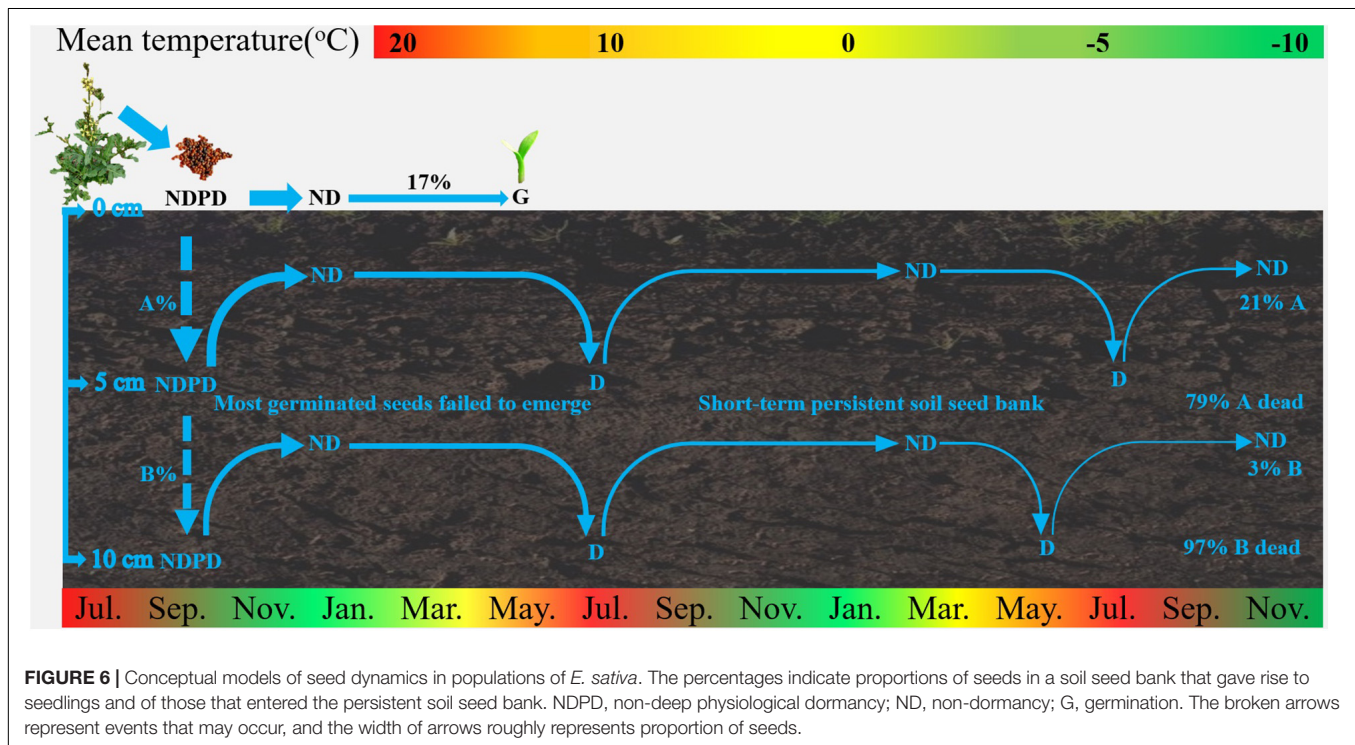 Mean temperature(°C) 20 10 0 -5 -10
NDPD ND 17% G
0 cm
ND ND ND
A% 21% A
5 cm NDPD D D
Most germinated seeds failed to emerge Short-term persistent soil seed bank 79% A dead
ND ND ND
B% 3% B
10 cm NDPD D D 97% B dead
Jul. Sep. Nov. Jan. Mar. May. Jul. Sep. Nov. Jan. Mar. May. Jul. Sep. Nov.
FIGURE 6 | Conceptual models of seed dynamics in populations of E. sativa. The percentages indicate proportions of seeds in a soil seed bank that gave rise to
seedlings and of those that entered the persistent soil seed bank. NDPD, non-deep physiological dormancy; ND, non-dormancy; G, germination. The broken arrows
represent events that may occur, and the width of arrows roughly represents proportion of seeds.